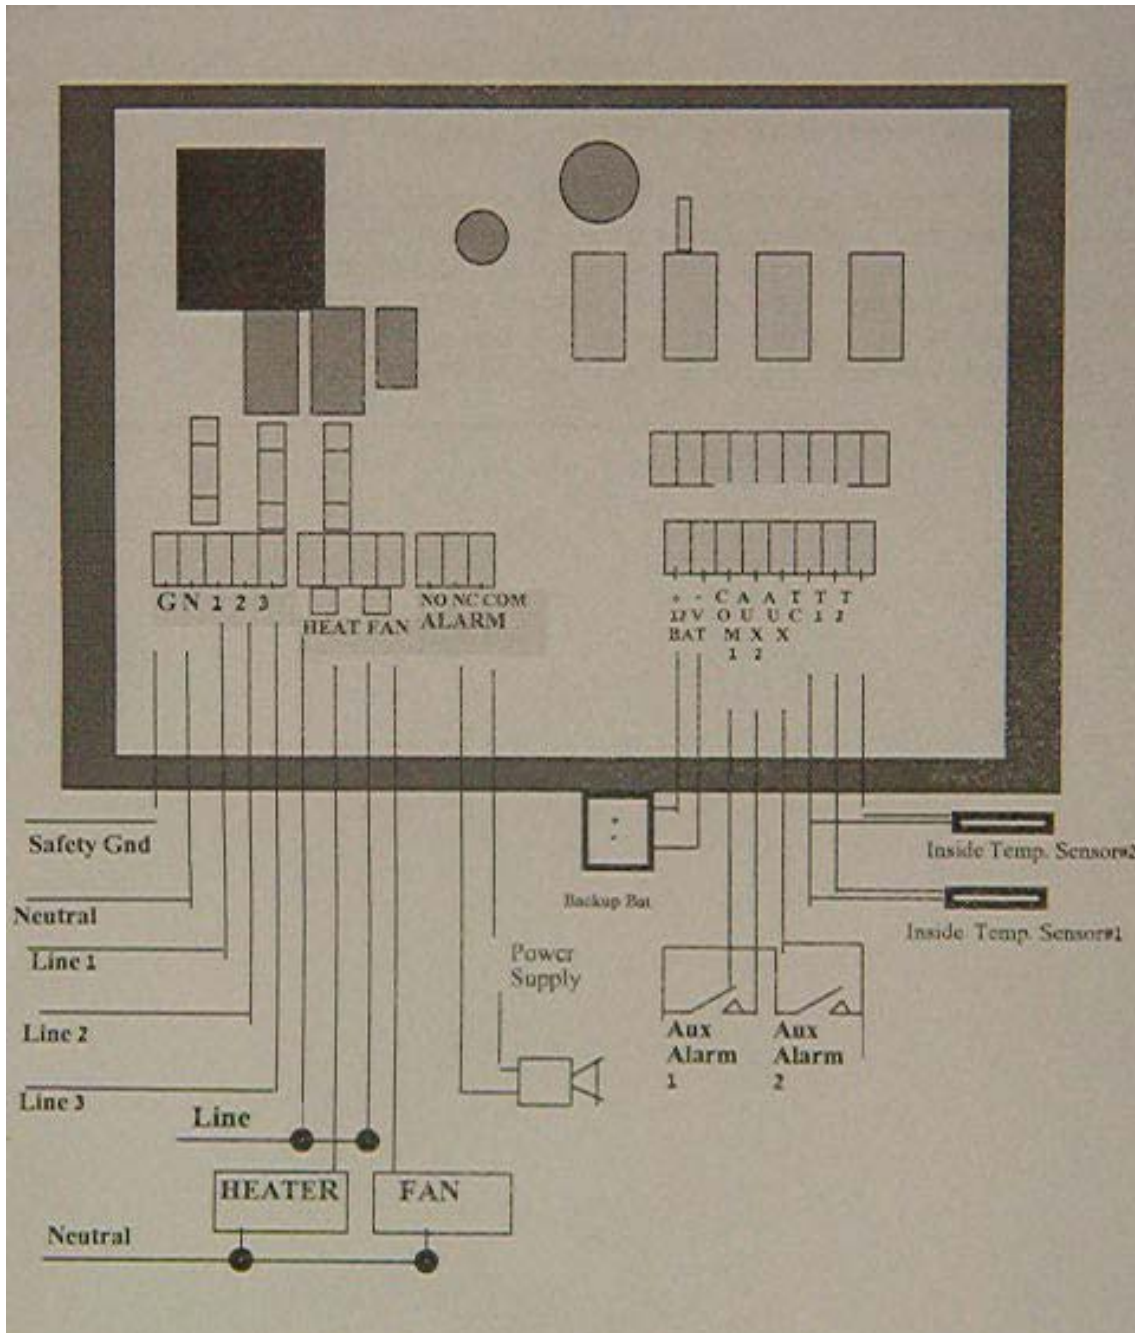 G N 1 2 3
HEAT FAN
NO NC COM
ALARM
+ - C A A I T T
12 V O U U C 1 2
BAT M X X
1 2
Safety Gnd
Neutral
Line 1
Line 2
Line 3
Line
HEATER
FAN
Neutral
Power
Supply
+
-
Backup Bat
Aux
Alarm
1
Aux
Alarm
2
Inside Temp. Sensor#2
Inside Temp. Sensor#1